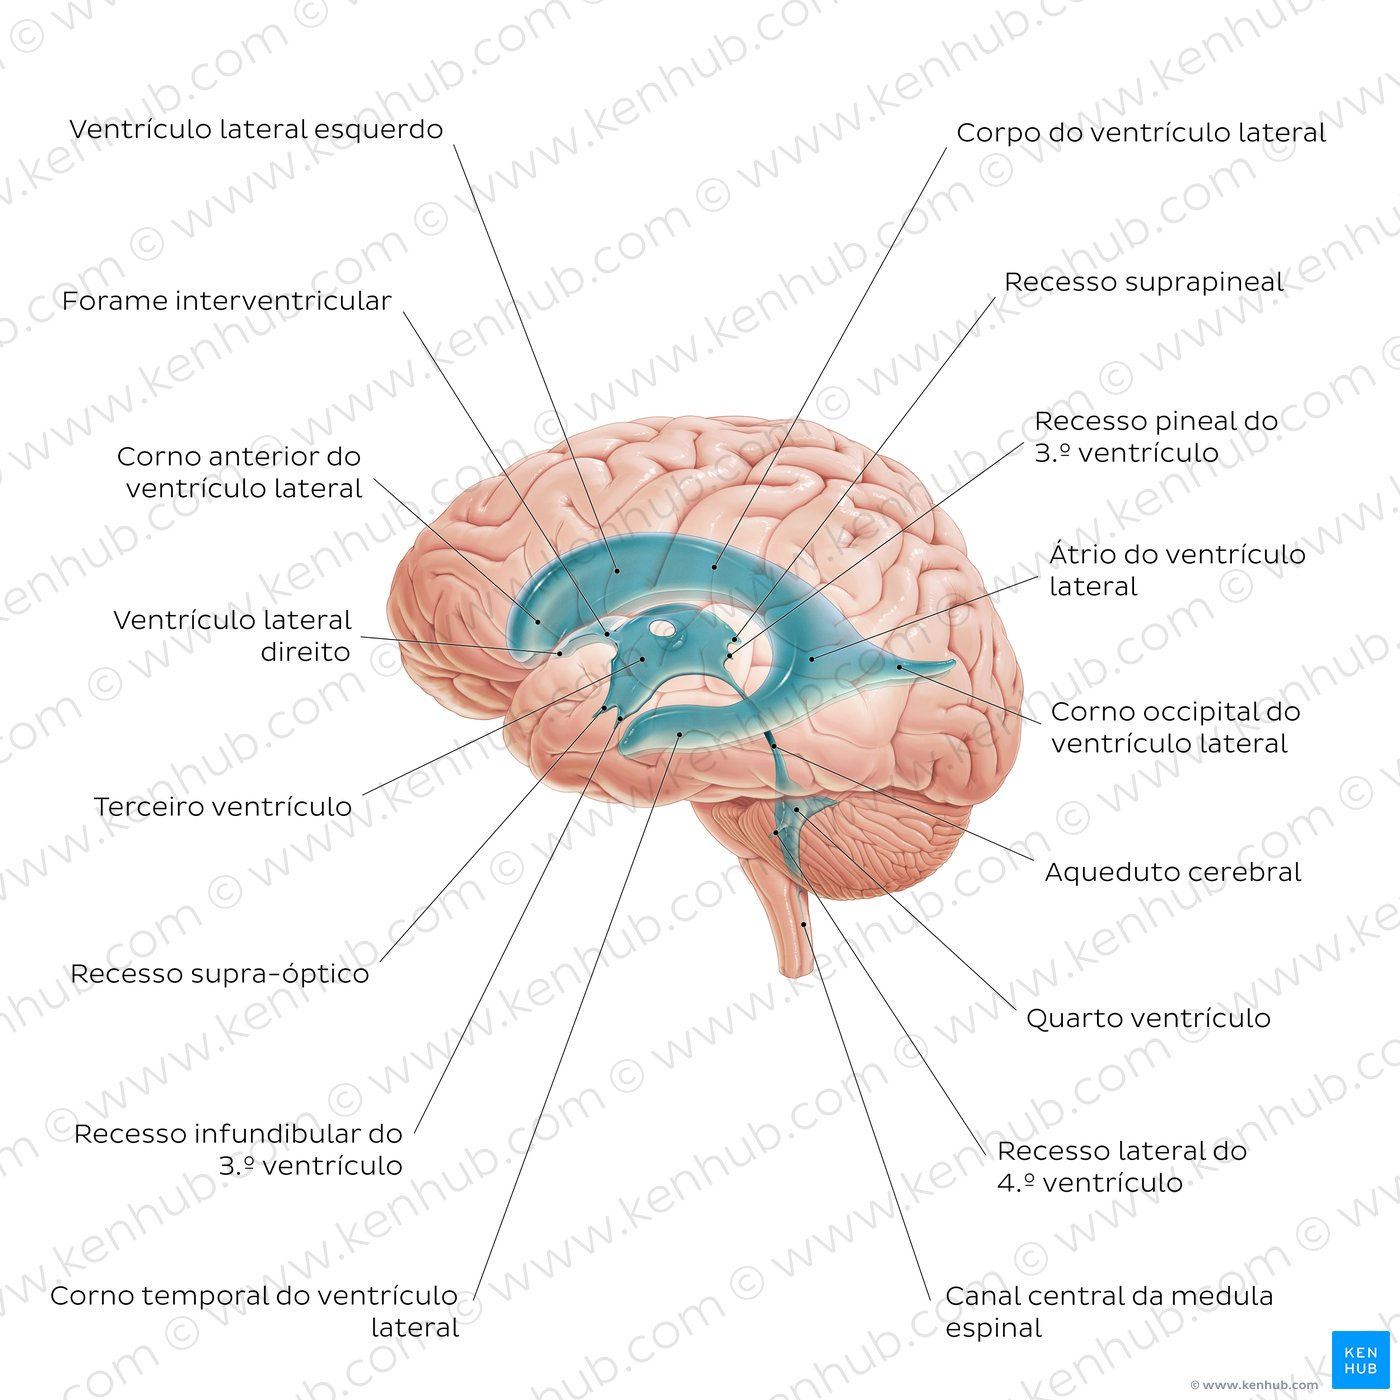 Ventrículo lateral esquerdo
Forame interventricular
Corno anterior do
ventrículo lateral
Ventrículo lateral
direito
Terceiro ventrículo
Recesso supra-óptico
Recesso infundibular do
3.º ventrículo
Corno temporal do ventrículo
lateral
Corpo do ventrículo lateral
Recesso suprapineal
Recesso pineal do
3.º ventrículo
Átrio do ventrículo
lateral
Corno occipital do
ventrículo lateral
Aqueduto cerebral
Quarto ventrículo
Recesso lateral do
4.º ventrículo
Canal central da medula
espinal
KEN
HUB
© www.kenhub.com